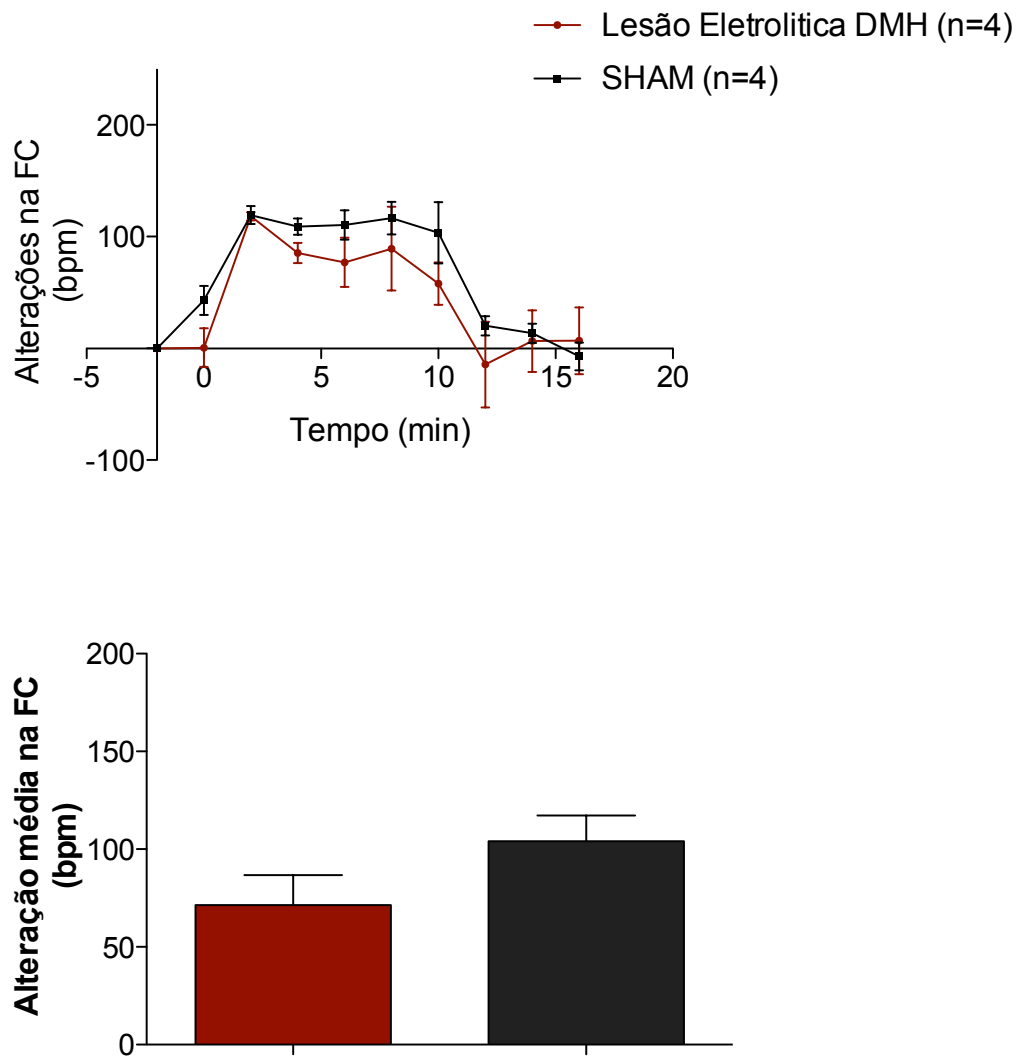 Lesão Eletrolitica DMH (n=4)
SHAM (n=4)
Alterações na FC
(bpm)
200
100
-100
-5
0
5
10
15
20
Tempo (min)
Alteração média na FC
(bpm)
200
150
100
50
0